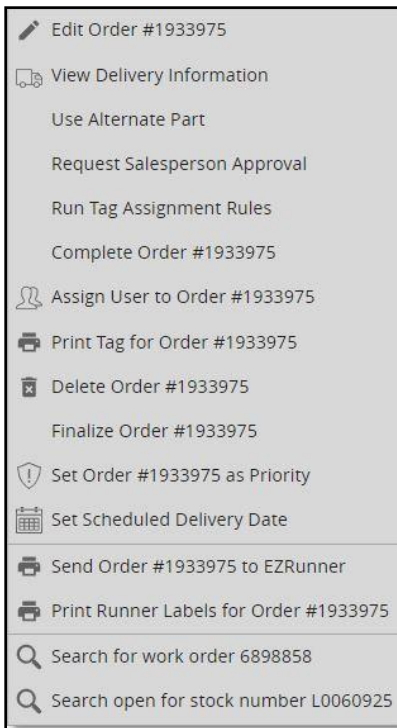 Edit Order #1933975
View Delivery Information
Use Alternate Part
Request Salesperson Approval
Run Tag Assignment Rules
Complete Order #1933975
Assign User to Order #1933975
Print Tag for Order #1933975
Delete Order #1933975
Finalize Order #1933975
Set Order #1933975 as Priority
Set Scheduled Delivery Date
Send Order #1933975 to EZRunner
Print Runner Labels for Order #1933975
Search for work order 6898858
Search open for stock number L0060925